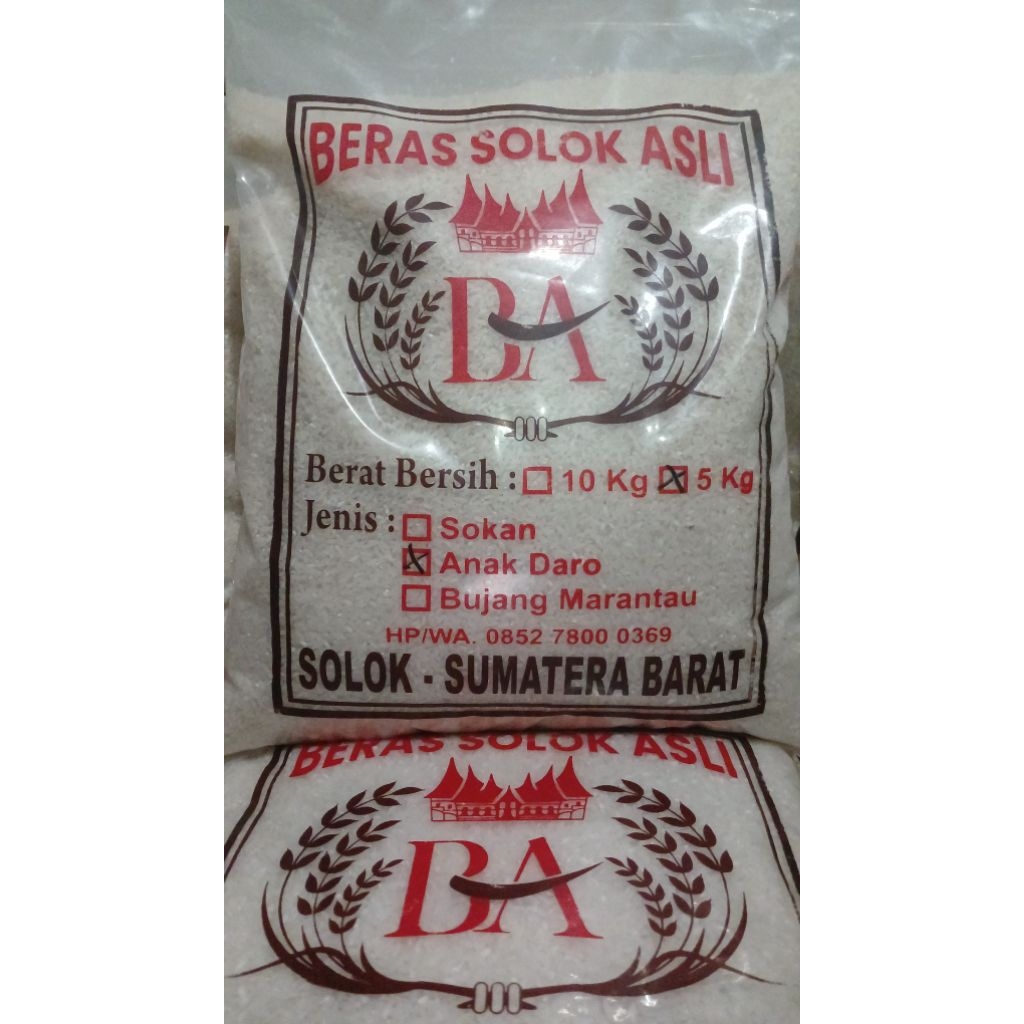 BERAS SOLOK ASLI
BA
Berat Bersih : 10 Kg 5 Kg
Jenis : Sokan
Anak Daro
Bujang Marantau
HP/WA. 0852 7800 0369
SOLOK - SUMATERA BARAT
BERAS SOLOK ASLI
BA